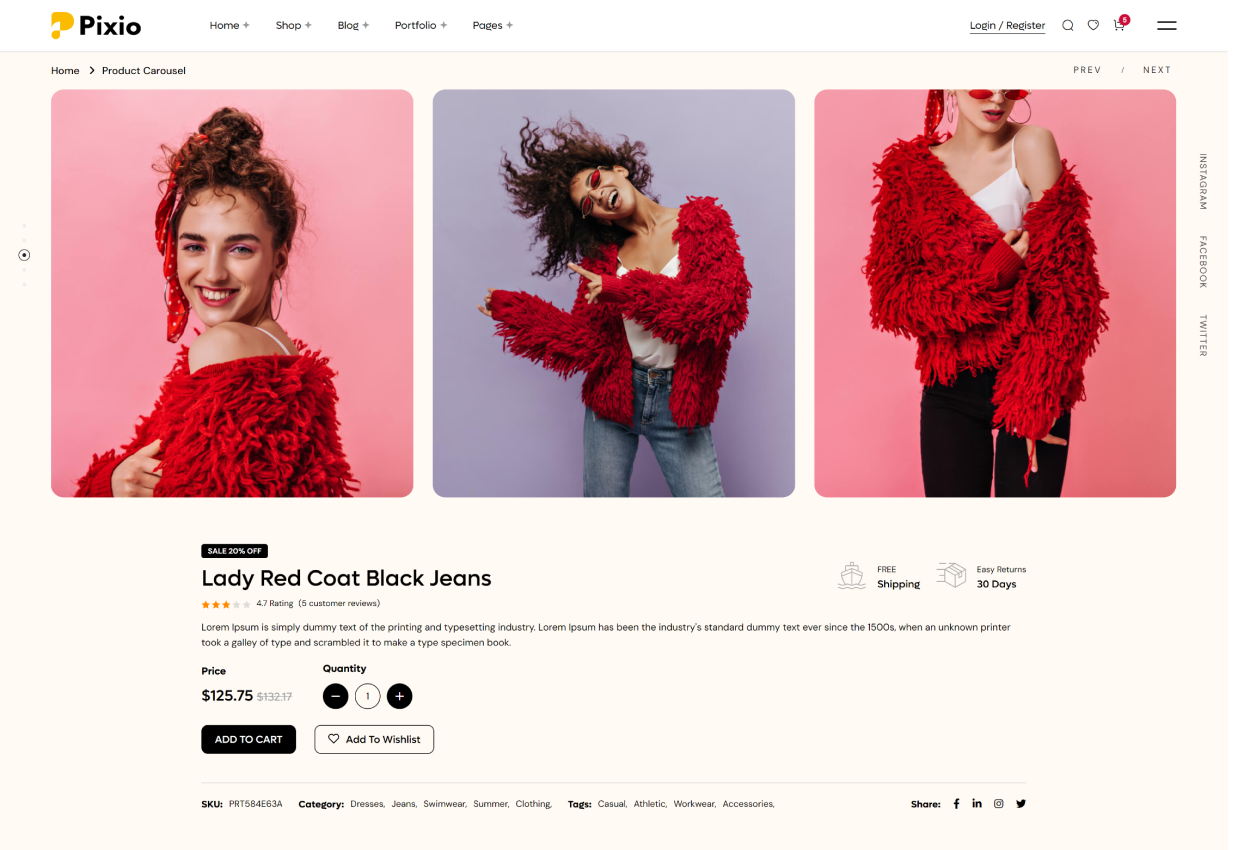 Pixio
Home + Shop + Blog + Portfolio + Pages +
Login / Register
5
Home > Product Carousel
PREV / NEXT
INSTAGRAM
FACEBOOK
TWITTER
SALE 20% OFF
Lady Red Coat Black Jeans
4.7 Rating (5 customer reviews)
FREE
Shipping
Easy Returns
30 Days
Lorem Ipsum is simply dummy text of the printing and typesetting industry. Lorem Ipsum has been the industry's standard dummy text ever since the 1500s, when an unknown printer
took a galley of type and scrambled it to make a type specimen book.
Price
$125.75 $132.17
Quantity
− 1 +
ADD TO CART
Add To Wishlist
SKU: PRT584E63A Category: Dresses, Jeans, Swimwear, Summer, Clothing, Tags: Casual, Athletic, Workwear, Accessories,
Share: